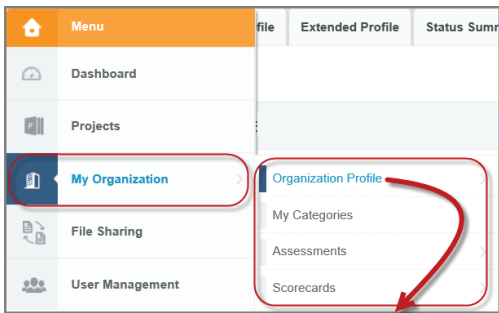 Menu
file Extended Profile Status Summ
Dashboard
Projects
My Organization
Organization Profile
My Categories
File Sharing
Assessments
User Management
Scorecards